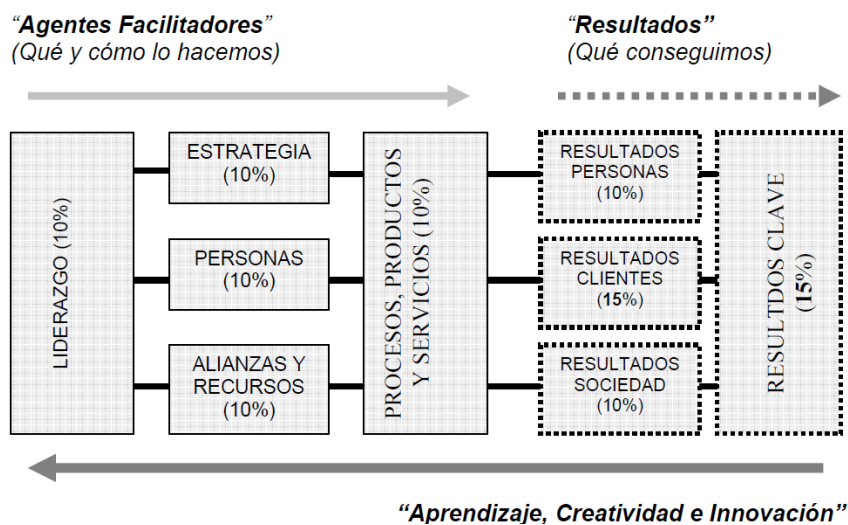 “Agentes Facilitadores”
(Qué y cómo lo hacemos)
“Resultados”
(Qué conseguimos)
LIDERAZGO (10%)
ESTRATEGIA
(10%)
PERSONAS
(10%)
ALIANZAS Y
RECURSOS
(10%)
PROCESOS, PRODUCTOS
Y SERVICIOS (10%)
RESULTADOS
PERSONAS
(10%)
RESULTADOS
CLIENTES
(15%)
RESULTADOS
SOCIEDAD
(10%)
RESULTDOS CLAVE
(15%)
“Aprendizaje, Creatividad e Innovación”